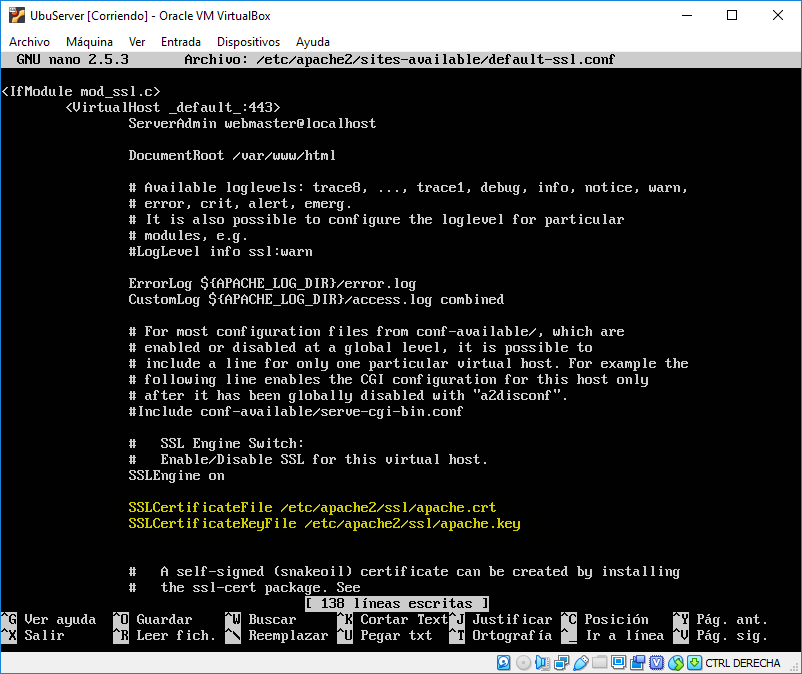 UbuServer [Corriendo] - Oracle VM VirtualBox
Archivo Máquina Ver Entrada Dispositivos Ayuda
GNU nano 2.5.3 Archivo: /etc/apache2/sites-available/default-ssl.conf
<IfModule mod_ssl.c>
<VirtualHost _default_:443>
ServerAdmin webmaster@localhost
DocumentRoot /var/www/html
# Available loglevels: trace8, ..., trace1, debug, info, notice, warn,
# error, crit, alert, emerg.
# It is also possible to configure the loglevel for particular
# modules, e.g.
#LogLevel info ssl:warn
ErrorLog ${APACHE_LOG_DIR}/error.log
CustomLog ${APACHE_LOG_DIR}/access.log combined
# For most configuration files from conf-available/, which are
# enabled or disabled at a global level, it is possible to
# include a line for only one particular virtual host. For example the
# following line enables the CGI configuration for this host only
# after it has been globally disabled with "a2disconf".
#Include conf-available/serve-cgi-bin.conf
# SSL Engine Switch:
# Enable/Disable SSL for this virtual host.
SSLEngine on
SSLCertificateFile /etc/apache2/ssl/apache.crt
SSLCertificateKeyFile /etc/apache2/ssl/apache.key
# A self-signed (snakeoil) certificate can be created by installing
# the ssl-cert package. See
[ 138 líneas escritas ]
^G Ver ayuda ^O Guardar ^W Buscar ^K Cortar Text ^J Justificar ^C Posición ^Y Pág. ant.
^X Salir ^R Leer fich. ^\ Reemplazar ^U Pegar txt ^T Ortografía ^_ Ir a línea ^V Pág. sig.
CTRL DERECHA